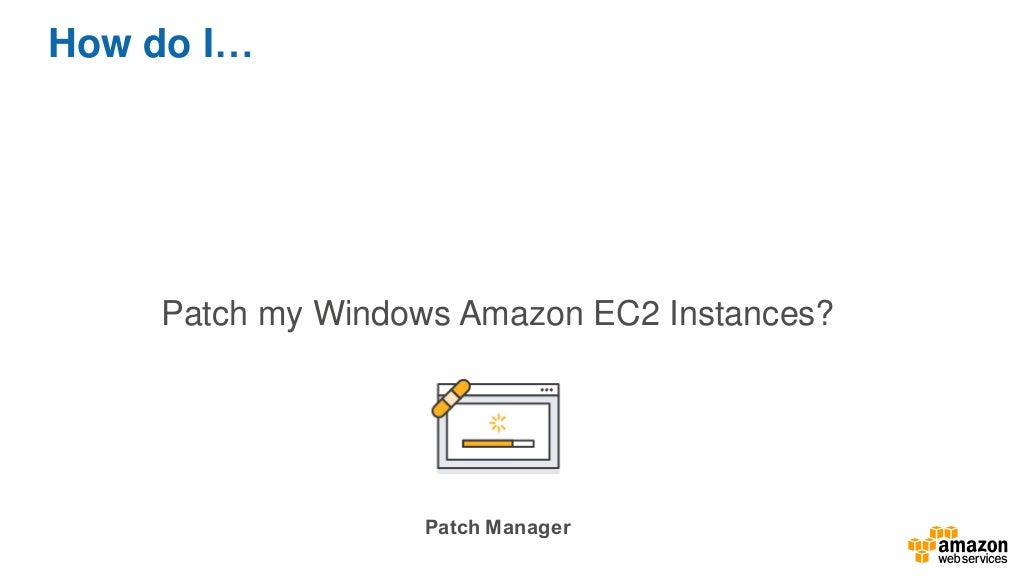 How do I…
Patch my Windows Amazon EC2 Instances?
Patch Manager
amazon
webservices